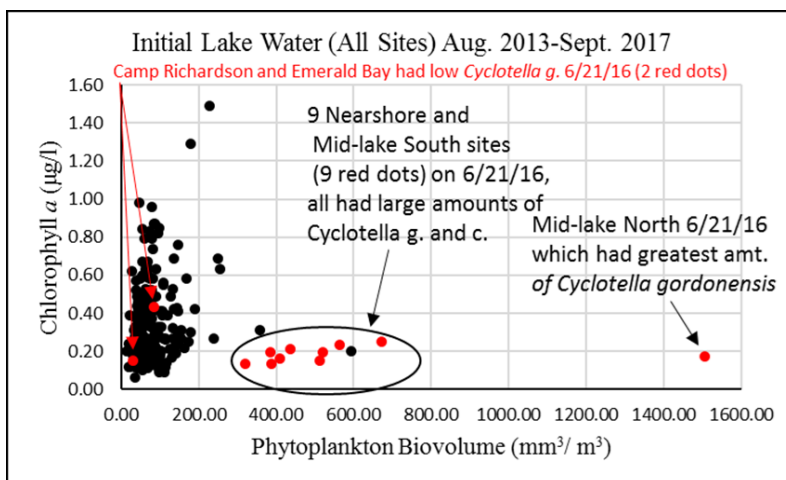 Initial Lake Water (All Sites) Aug. 2013-Sept. 2017
Camp Richardson and Emerald Bay had low Cyclotella g. 6/21/16 (2 red dots)
9 Nearshore and
Mid-lake South sites
(9 red dots) on 6/21/16,
all had large amounts of
Cyclotella g. and c.
Mid-lake North 6/21/16
which had greatest amt.
of Cyclotella gordonensis
Chlorophyll a (µg/l)
1.60
1.40
1.20
1.00
0.80
0.60
0.40
0.20
0.00
0.00 200.00 400.00 600.00 800.00 1000.00 1200.00 1400.00 1600.00
Phytoplankton Biovolume (mm³/ m³)